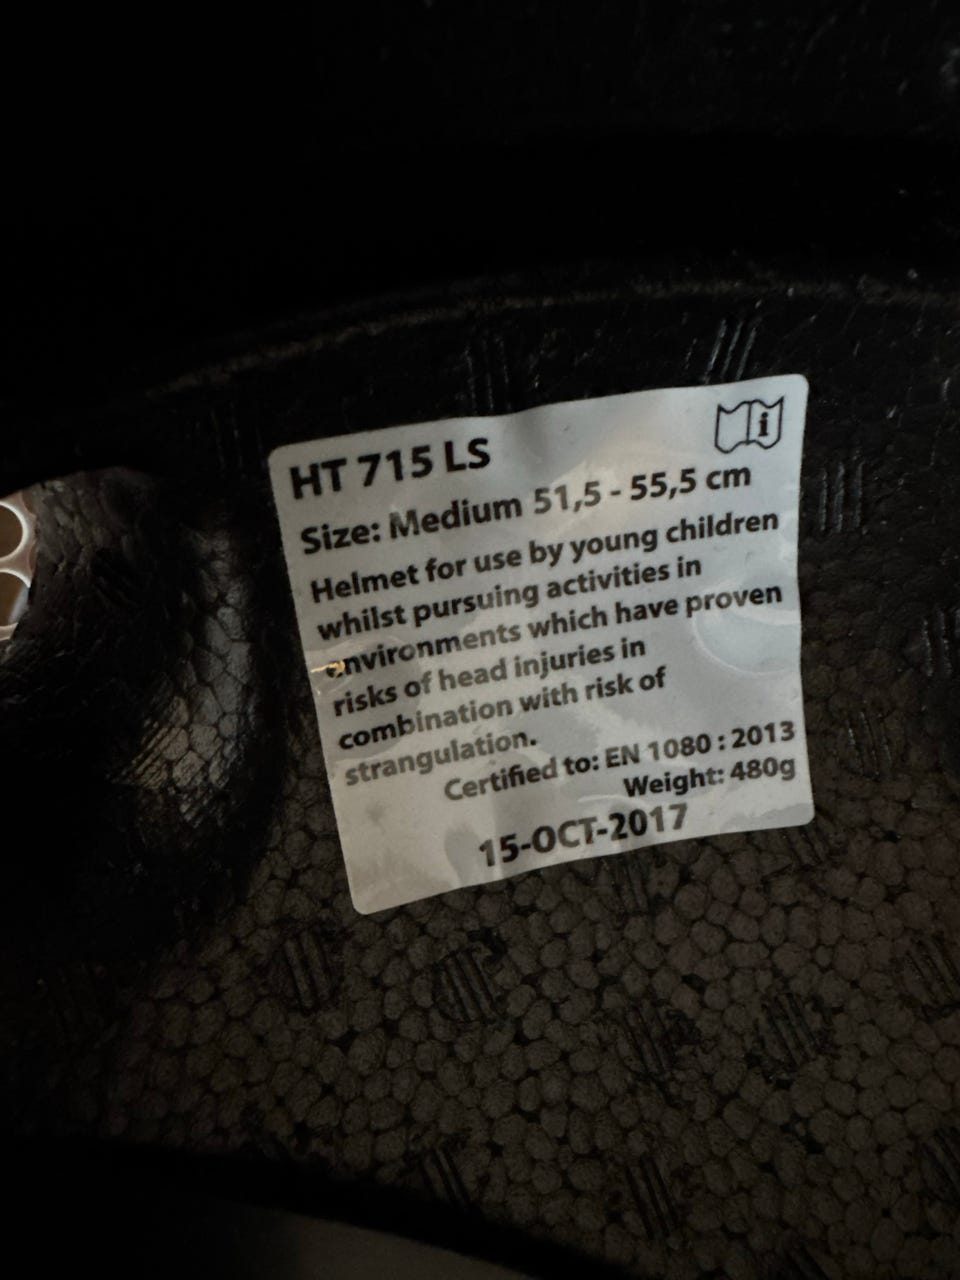 HT 715 LS
Size: Medium 51,5 - 55,5 cm
Helmet for use by young children
whilst pursuing activities in
environments which have proven
risks of head injuries in
combination with risk of
strangulation.
Certified to: EN 1080 : 2013
Weight: 480g
15-OCT-2017